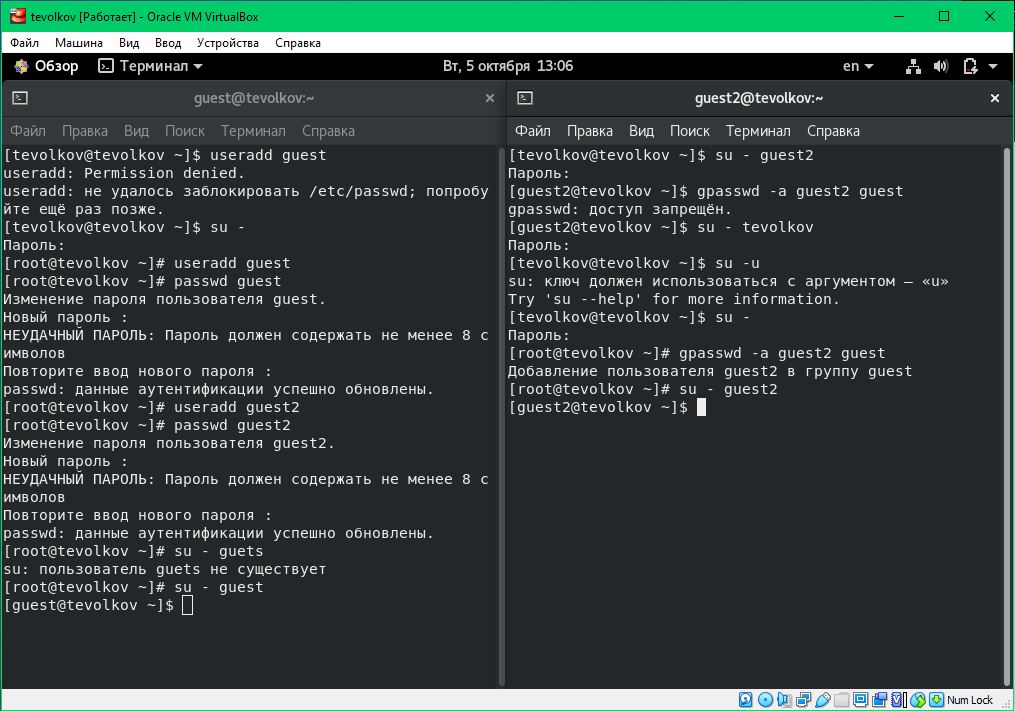 tevolkov [Работает] - Oracle VM VirtualBox
Файл Машина Вид Ввод Устройства Справка
Обзор Терминал Вт, 5 октября 13:06 en
guest@tevolkov:~
Файл Правка Вид Поиск Терминал Справка
[tevolkov@tevolkov ~]$ useradd guest
useradd: Permission denied.
useradd: не удалось заблокировать /etc/passwd; попробу
йте ещё раз позже.
[tevolkov@tevolkov ~]$ su -
Пароль:
[root@tevolkov ~]# useradd guest
[root@tevolkov ~]# passwd guest
Изменение пароля пользователя guest.
Новый пароль :
НЕУДАЧНЫЙ ПАРОЛЬ: Пароль должен содержать не менее 8 с
имволов
Повторите ввод нового пароля :
passwd: данные аутентификации успешно обновлены.
[root@tevolkov ~]# useradd guest2
[root@tevolkov ~]# passwd guest2
Изменение пароля пользователя guest2.
Новый пароль :
НЕУДАЧНЫЙ ПАРОЛЬ: Пароль должен содержать не менее 8 с
имволов
Повторите ввод нового пароля :
passwd: данные аутентификации успешно обновлены.
[root@tevolkov ~]# su - guets
su: пользователь guets не существует
[root@tevolkov ~]# su - guest
[guest@tevolkov ~]$
guest2@tevolkov:~
Файл Правка Вид Поиск Терминал Справка
[tevolkov@tevolkov ~]$ su - guest2
Пароль:
[guest2@tevolkov ~]$ gpasswd -a guest2 guest
gpasswd: доступ запрещён.
[guest2@tevolkov ~]$ su - tevolkov
Пароль:
[tevolkov@tevolkov ~]$ su -u
su: ключ должен использоваться с аргументом — «u»
Try 'su --help' for more information.
[tevolkov@tevolkov ~]$ su -
Пароль:
[root@tevolkov ~]# gpasswd -a guest2 guest
Добавление пользователя guest2 в группу guest
[root@tevolkov ~]# su - guest2
[guest2@tevolkov ~]$
Num Lock